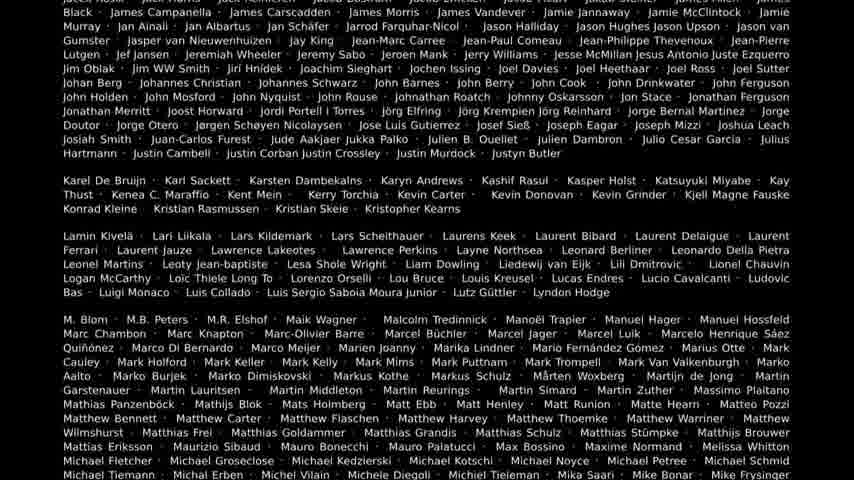 Black · James Campanella · James Carscadden · James Morris · James Vandever · Jamie Jannaway · Jamie McClintock · Jamie
Murray · Jan Ainali · Jan Albartus · Jan Schäfer · Jarrod Farquhar-Nicol · Jason Halliday · Jason Hughes Jason Upson · Jason van
Gumster · Jasper van Nieuwenhuizen · Jay King · Jean-Marc Carree · Jean-Paul Comeau · Jean-Philippe Thevenoux · Jean-Pierre
Lutgen · Jef Jansen · Jeremiah Wheeler · Jeremy Sabo · Jeroen Mank · Jerry Williams · Jesse McMillan Jesus Antonio Juste Ezquerro
Jim Oblak · Jim WW Smith · Jirí Hnídek · Joachim Sieghart · Jochen Issing · Joel Davies · Joel Heethaar · Joel Ross · Joel Sutter
Johan Berg · Johannes Christian · Johannes Schwarz · John Barnes · John Berry · John Cook · John Drinkwater · John Ferguson
John Holden · John Mosford · John Nyquist · John Rouse · Johnathan Roatch · Johnny Oskarsson · Jon Stace · Jonathan Ferguson
Jonathan Merritt · Joost Horward · jordi Portell i Torres · Jörg Elfring · Jörg Krempien Jörg Reinhard · Jorge Bernal Martinez · Jorge
Doutor · Jorge Otero · Jørgen Schøyen Nicolaysen · Jose Luis Gutierrez · Josef Sieß · Joseph Eagar · Joseph Mizzi · Joshua Leach
Josiah Smith · Juan-Carlos Furest · Jude Aakjaer Jukka Palko · Julien B. Ouellet · Julien Dambron · Julio Cesar Garcia · Julius
Hartmann · Justin Cambell · Justin Corban Justin Crossley · Justin Murdock · Justyn Butler
Karel De Bruijn · Karl Sackett · Karsten Dambekalns · Karyn Andrews · Kashif Rasul · Kasper Holst · Katsuyuki Miyabe · Kay
Thust · Kenea C. Maraffio · Kent Mein · Kerry Torchia · Kevin Carter · Kevin Donovan · Kevin Grinder · Kjell Magne Fauske
Konrad Kleine · Kristian Rasmussen · Kristian Skeie · Kristopher Kearns
Lamin Kivelä · Lari Liikala · Lars Kildemark · Lars Scheithauer · Laurens Keek · Laurent Bibard · Laurent Delaigue · Laurent
Ferrari · Laurent Jauze · Lawrence Lakeotes · Lawrence Perkins · Layne Northsea · Leonard Berliner · Leonardo Della Pietra
Leonel Martins · Leoty Jean-baptiste · Lesa Shole Wright · Liam Dowling · Liedewij van Eijk · Lili Dmitrovic · Lionel Chauvin
Logan McCarthy · Loïc Thiele Long To · Lorenzo Orselli · Lou Bruce · Louis Kreusel · Lucas Endres · Lucio Cavalcanti · Ludovic
Bas · Luigi Monaco · Luis Collado · Luis Sergio Saboia Moura Junior · Lutz Güttler · Lyndon Hodge
M. Blom · M.B. Peters · M.R. Elshof · Maik Wagner · Malcolm Tredinnick · Manoëi Trapier · Manuel Hager · Manuel Hossfeld
Marc Chambon · Marc Knapton · Marc-Olivier Barre · Marcel Büchler · Marcel Jager · Marcel Luik · Marcelo Henrique Sáez
Quiñónez · Marco Di Bernardo · Marco Meijer · Marien Joanny · Marika Lindner · Mario Fernández Gómez · Marius Otte · Mark
Cauley · Mark Holford · Mark Keller · Mark Kelly · Mark Mims · Mark Puttnam · Mark Trompell · Mark Van Valkenburgh · Marko
Aalto · Marko Burjek · Marko Dimiskovski · Markus Kothe · Markus Schulz · Mårten Woxberg · Martijn de Jong · Martin
Garstenauer · Martin Lauritsen · Martin Middleton · Martin Reurings · Martin Simard · Martin Zuther · Massimo Platano
Mathias Panzenböck · Mathijs Blok · Mats Holmberg · Matt Ebb · Matt Henley · Matt Runion · Matte Hearn · Matteo Pozzi
Matthew Bennett · Matthew Carter · Matthew Flaschen · Matthew Harvey · Matthew Thoemke · Matthew Warriner · Matthew
Wilmshurst · Matthias Frei · Matthias Goldammer · Matthias Grandis · Matthias Schulz · Matthias Stümpke · Matthijs Brouwer
Mattias Eriksson · Maurizio Sibaud · Mauro Bonecchi · Mauro Palatucci · Max Bossino · Maxime Normand · Melissa Whitton
Michael Fletcher · Michael Groseclose · Michael Kedzierski · Michael Kotschi · Michael Noyce · Michael Petree · Michael Schmid
Michael Tiemann · Michal Erben · Michel Vilain · Michele Diegoli · Michiel Tieleman · Mika Saari · Mike Bonar · Mike Frysinger